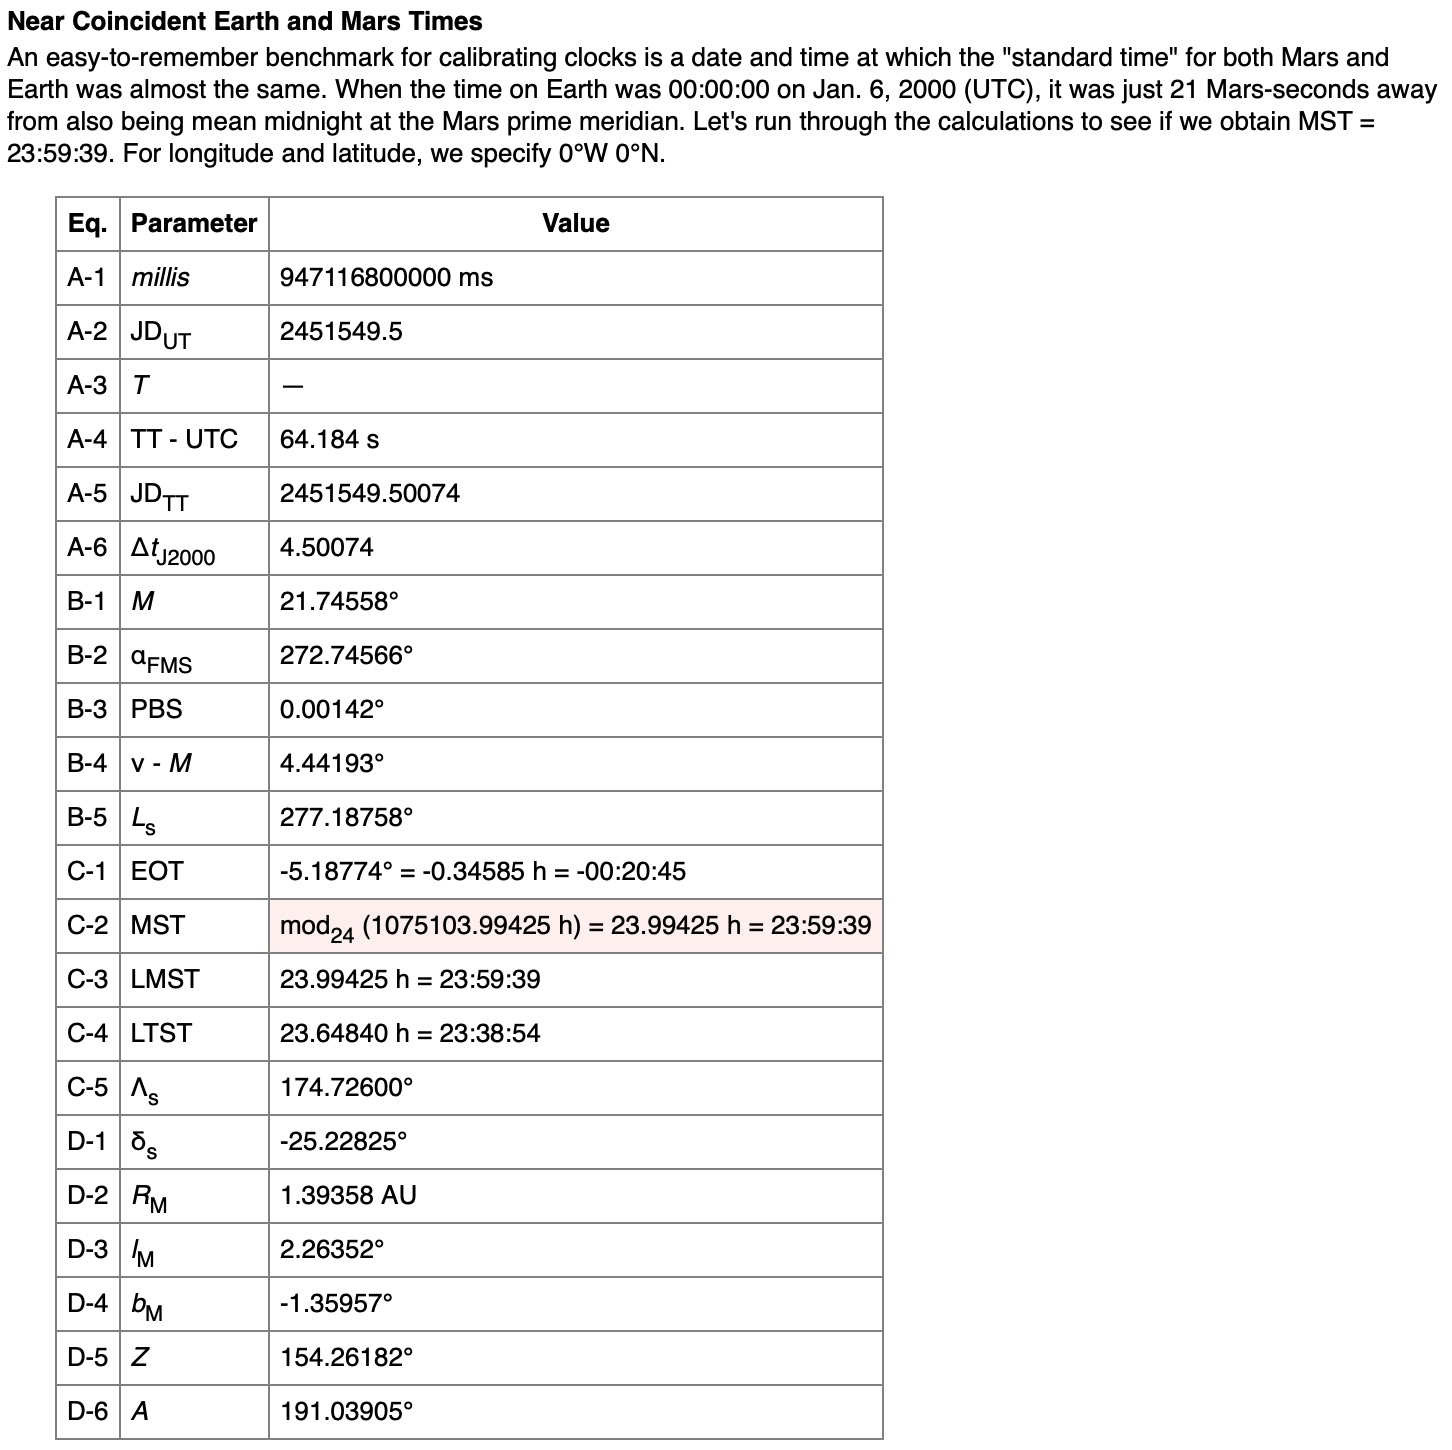 Near Coincident Earth and Mars Times
An easy-to-remember benchmark for calibrating clocks is a date and time at which the "standard time" for both Mars and
Earth was almost the same. When the time on Earth was 00:00:00 on Jan. 6, 2000 (UTC), it was just 21 Mars-seconds away
from also being mean midnight at the Mars prime meridian. Let's run through the calculations to see if we obtain MST =
23:59:39. For longitude and latitude, we specify 0°W 0°N.
Eq. Parameter Value
A-1 millis 947116800000 ms
A-2 JDUT 2451549.5
A-3 T —
A-4 TT - UTC 64.184 s
A-5 JDTT 2451549.50074
A-6 ΔtJ2000 4.50074
B-1 M 21.74558°
B-2 αFMS 272.74566°
B-3 PBS 0.00142°
B-4 ν - M 4.44193°
B-5 Ls 277.18758°
C-1 EOT -5.18774° = -0.34585 h = -00:20:45
C-2 MST mod24 (1075103.99425 h) = 23.99425 h = 23:59:39
C-3 LMST 23.99425 h = 23:59:39
C-4 LTST 23.64840 h = 23:38:54
C-5 Λs 174.72600°
D-1 δs -25.22825°
D-2 RM 1.39358 AU
D-3 lM 2.26352°
D-4 bM -1.35957°
D-5 Z 154.26182°
D-6 A 191.03905°